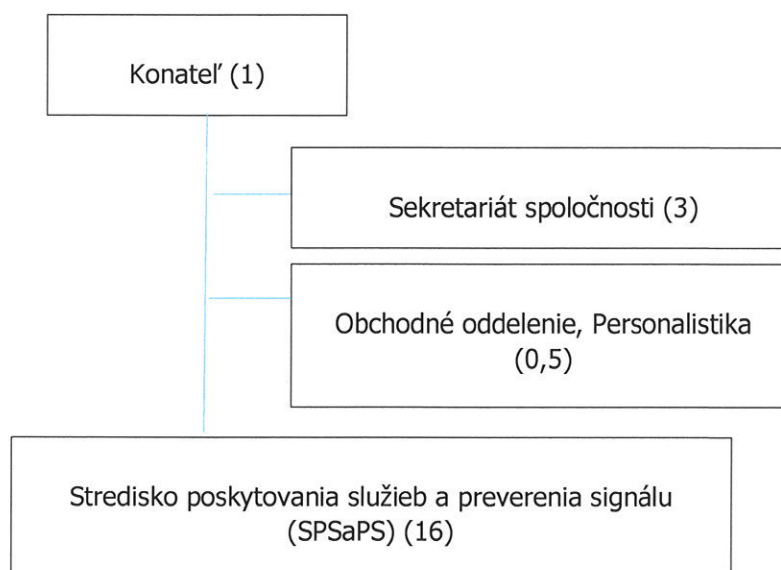 Konateľ (1)
Sekretariát spoločnosti (3)
Obchodné oddelenie, Personalistika
(0,5)
Stredisko poskytovania služieb a preverenia signálu
(SPSaPS) (16)